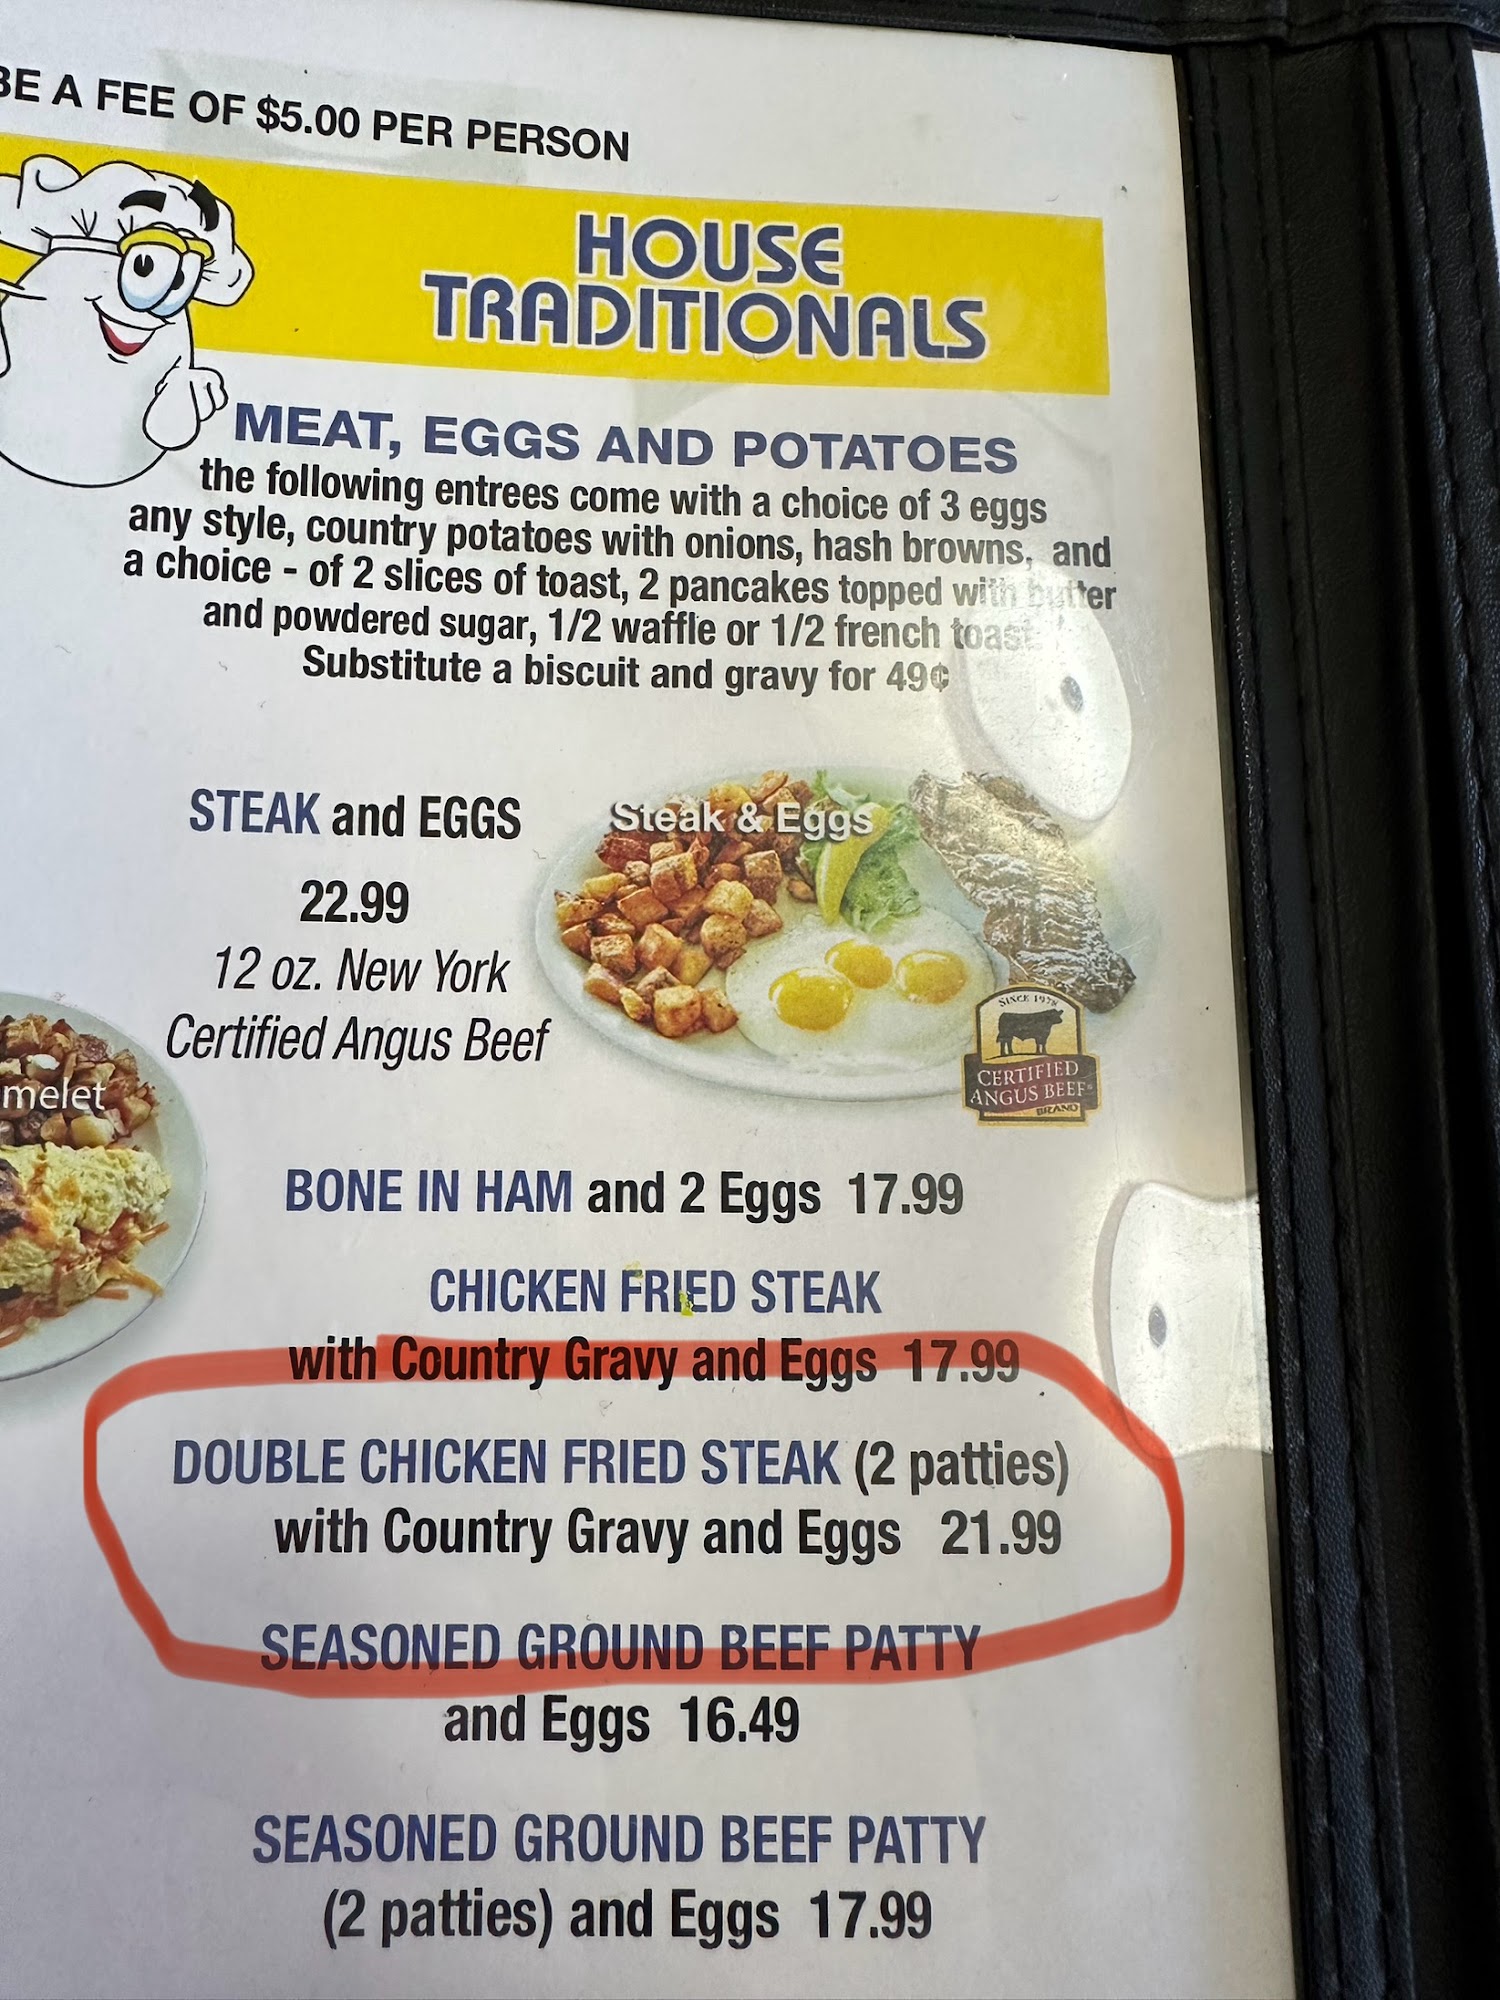 BE A FEE OF $5.00 PER PERSON
HOUSE
TRADITIONALS
MEAT, EGGS AND POTATOES
the following entrees come with a choice of 3 eggs
any style, country potatoes with onions, hash browns, and
a choice - of 2 slices of toast, 2 pancakes topped with butter
and powdered sugar, 1/2 waffle or 1/2 french toast
Substitute a biscuit and gravy for 49¢
STEAK and EGGS
22.99
12 oz. New York
Certified Angus Beef
Steak & Eggs
SINCE 1978
CERTIFIED
ANGUS BEEF®
BRAND
melet
BONE IN HAM and 2 Eggs 17.99
CHICKEN FRIED STEAK
with Country Gravy and Eggs 17.99
DOUBLE CHICKEN FRIED STEAK (2 patties)
with Country Gravy and Eggs 21.99
SEASONED GROUND BEEF PATTY
and Eggs 16.49
SEASONED GROUND BEEF PATTY
(2 patties) and Eggs 17.99